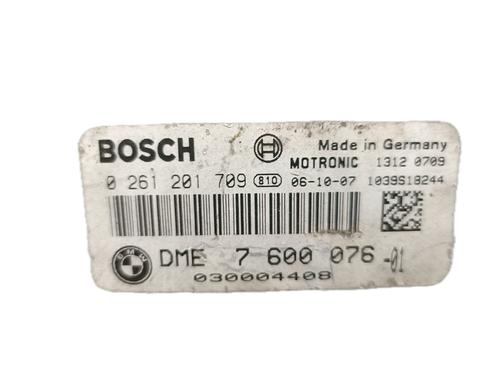 BOSCH
Made in Germany
MOTRONIC 1312 0709
0 261 201 709 810 06-10-07 1039S18244
BMW DME 7 600 076 -01
030004408